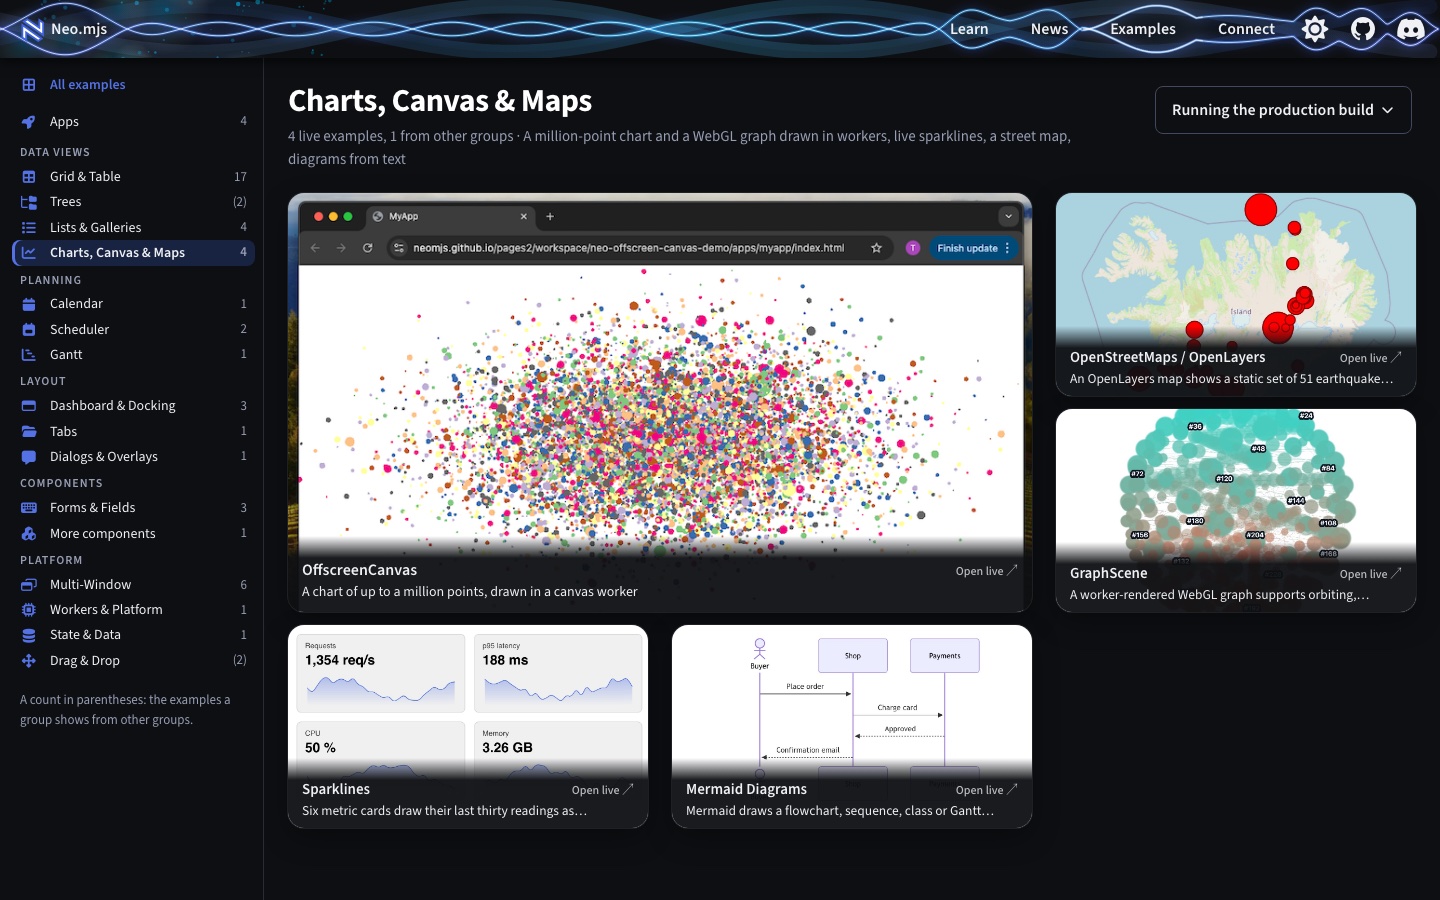 Neo.mjs
Learn
News
Examples
Connect
All examples
Apps 4
DATA VIEWS
Grid & Table 17
Trees (2)
Lists & Galleries 4
Charts, Canvas & Maps 4
PLANNING
Calendar 1
Scheduler 2
Gantt 1
LAYOUT
Dashboard & Docking 3
Tabs 1
Dialogs & Overlays 1
COMPONENTS
Forms & Fields 3
More components 1
PLATFORM
Multi-Window 6
Workers & Platform 1
State & Data 1
Drag & Drop (2)
A count in parentheses: the examples a
group shows from other groups.
Charts, Canvas & Maps
4 live examples, 1 from other groups · A million-point chart and a WebGL graph drawn in workers, live sparklines, a street map,
diagrams from text
Running the production build
MyApp
neomjs.github.io/pages2/workspace/neo-offscreen-canvas-demo/apps/myapp/index.html
T
Finish update
OffscreenCanvas
Open live
A chart of up to a million points, drawn in a canvas worker
Island
OpenStreetMaps / OpenLayers
Open live
An OpenLayers map shows a static set of 51 earthquake…
#24
#36
#48
#84
#72
#120
#144
#180
#108
#156
#204
#168
GraphScene
Open live
A worker-rendered WebGL graph supports orbiting,…
Requests
1,354 req/s
p95 latency
188 ms
CPU
50 %
Memory
3.26 GB
Sparklines
Open live
Six metric cards draw their last thirty readings as…
Buyer
Shop
Payments
Place order
Charge card
Approved
Confirmation email
Mermaid Diagrams
Open live
Mermaid draws a flowchart, sequence, class or Gantt…